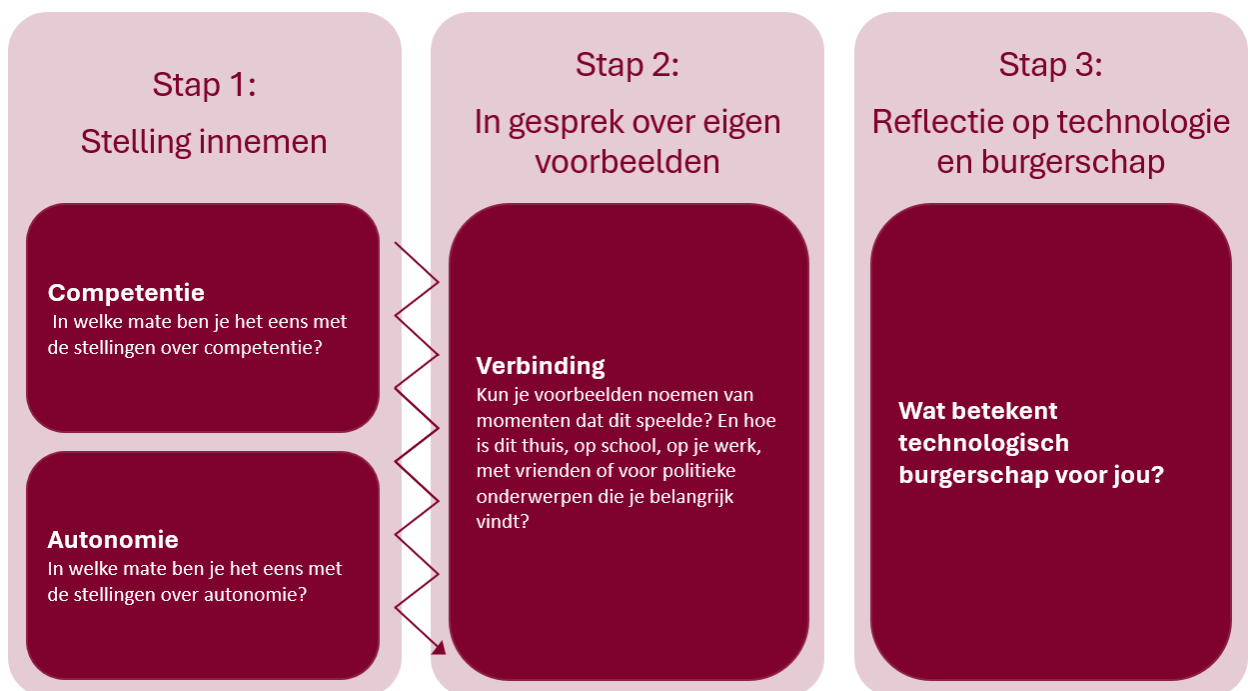 Stap 1:
Stelling innemen
Competentie
In welke mate ben je het eens met
de stellingen over competentie?
Autonomie
In welke mate ben je het eens met
de stellingen over autonomie?
Stap 2:
In gesprek over eigen
voorbeelden
Verbinding
Kun je voorbeelden noemen van
momenten dat dit speelde? En hoe
is dit thuis, op school, op je werk,
met vrienden of voor politieke
onderwerpen die je belangrijk
vindt?
Stap 3:
Reflectie op technologie
en burgerschap
Wat betekent
technologisch
burgerschap voor jou?